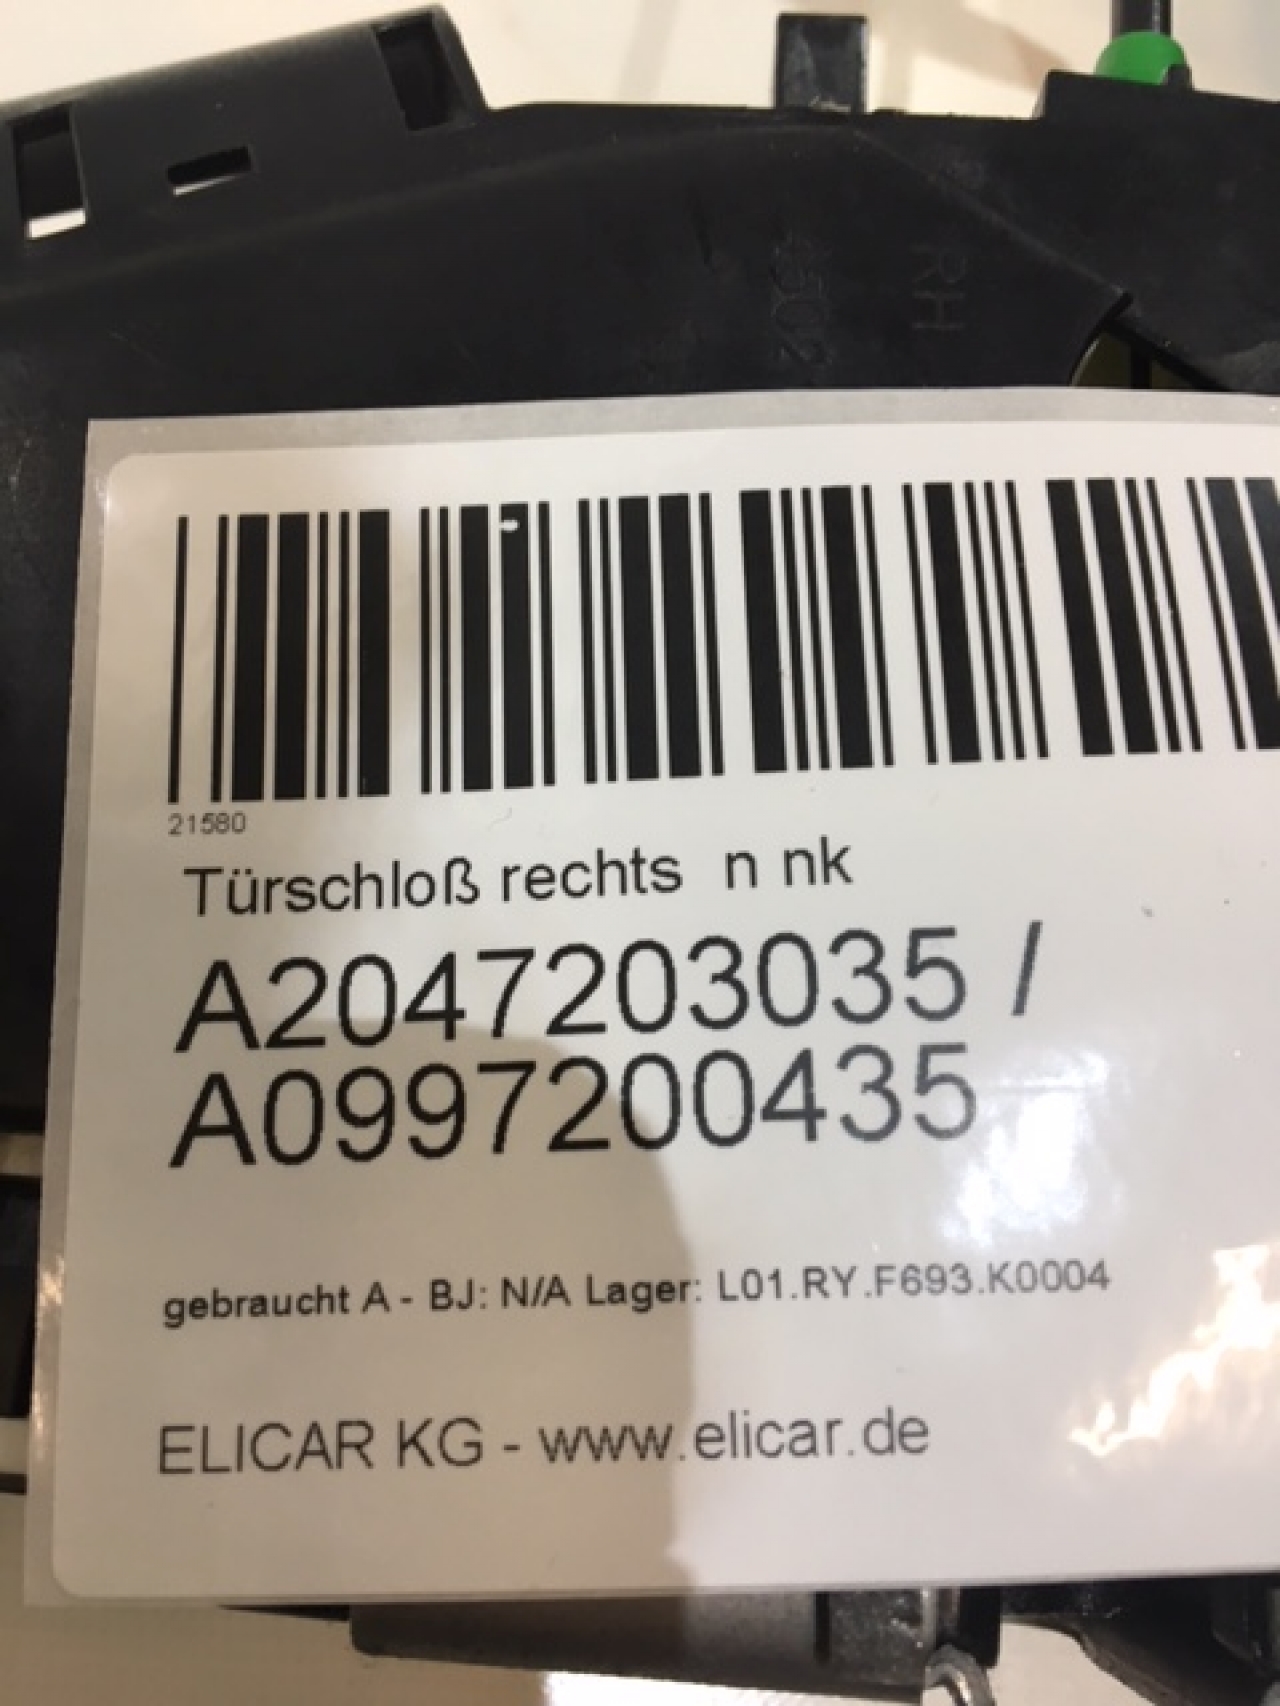 RH
4502
21580
Türschloß rechts n nk
A2047203035 /
A0997200435
gebraucht A - BJ: N/A Lager: L01.RY.F693.K0004
ELICAR KG - www.elicar.de